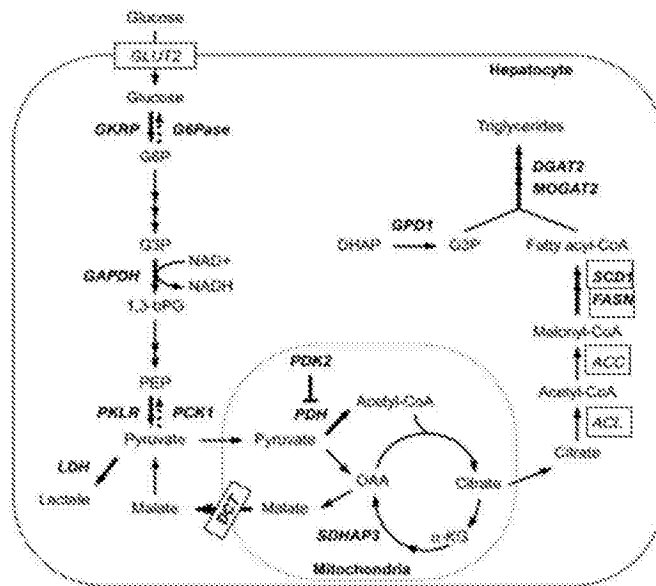 Glucose
GLUT2
Hepatocyte
Glucose
GKRP
G6Pase
G6P
Triglycerides
DGAT2
MOGAT2
GPD1
G3P
NAD+
DHAP
G3P
Fatty acyl-CoA
GAPDH
NADH
SCD1
1,3-bPG
FASN
Malonyl-CoA
PDK2
ACC
PEP
Acetyl-CoA
Acetyl-CoA
PKLR
PCK1
PDH
ACL
Pyruvate
Pyruvate
Citrate
LDH
OAA
Citrate
Lactate
Malate
Malate
SDHAP3
α-KG
Mitochondria